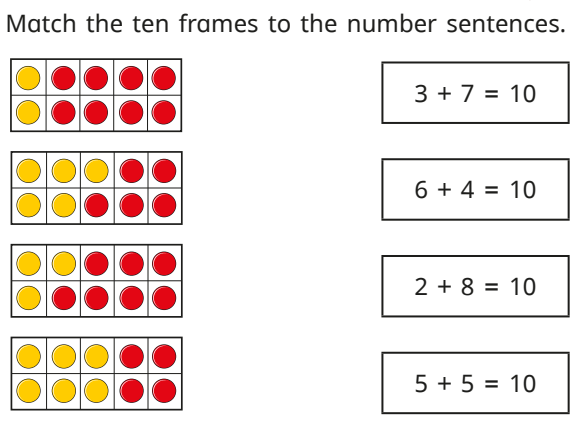 Match the ten frames to the number sentences.
3 + 7 = 10
6 + 4 = 10
2 + 8 = 10
5 + 5 = 10